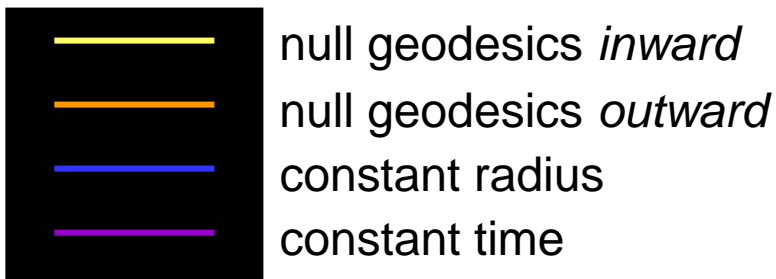 null geodesics inward
null geodesics outward
constant radius
constant time